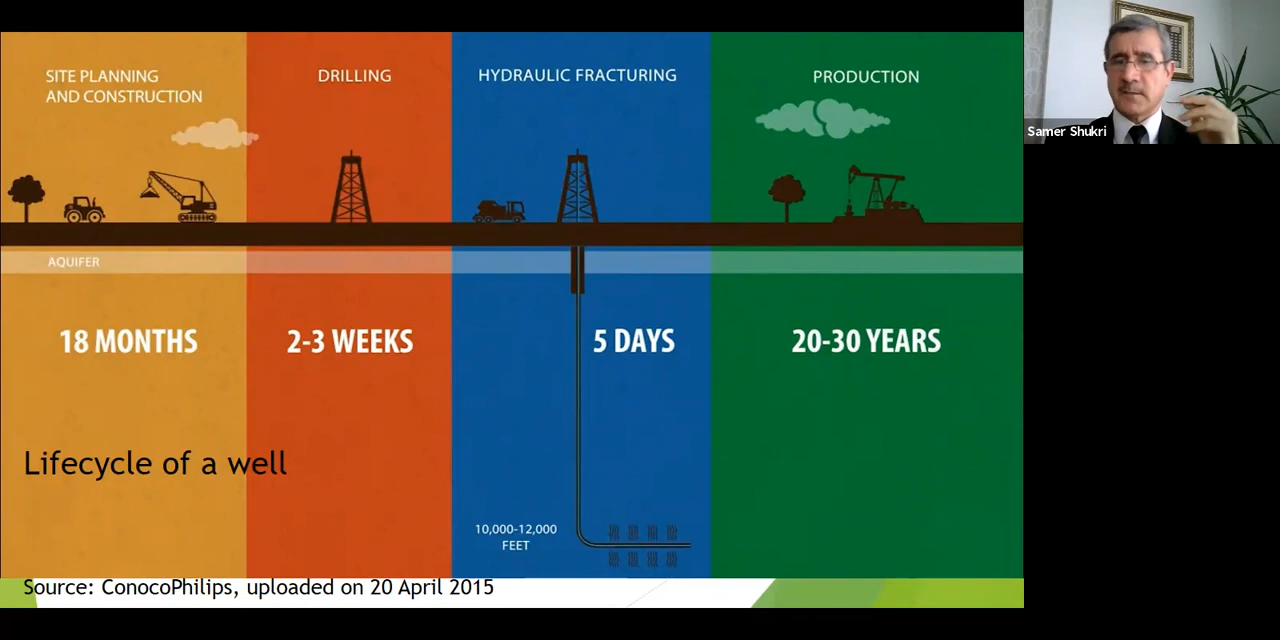 SITE PLANNING
AND CONSTRUCTION
DRILLING
HYDRAULIC FRACTURING
PRODUCTION
Samer Shukri
AQUIFER
18 MONTHS
2-3 WEEKS
5 DAYS
20-30 YEARS
Lifecycle of a well
10,000-12,000
FEET
Source: ConocoPhilips, uploaded on 20 April 2015